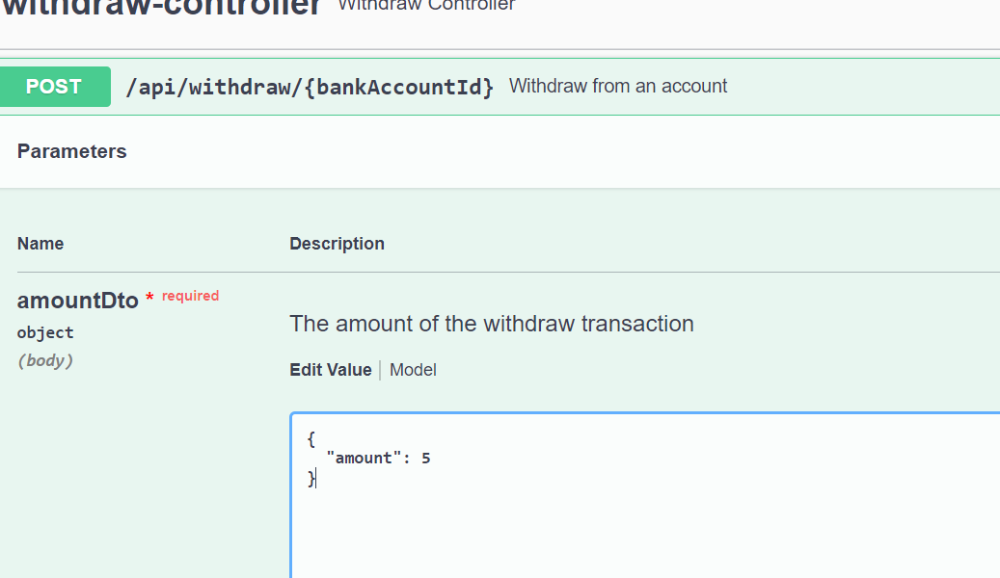 withdraw-controller Withdraw Controller
POST /api/withdraw/{bankAccountId} Withdraw from an account
Parameters
Name Description
amountDto * required
object
(body)
The amount of the withdraw transaction
Edit Value | Model
{
"amount": 5
}